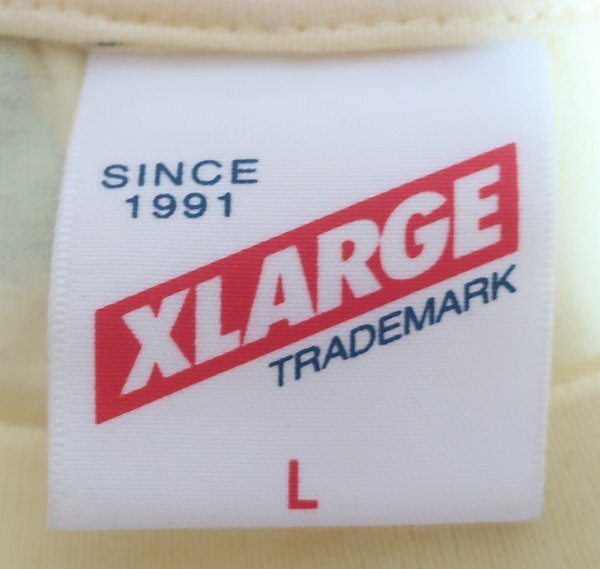 SINCE
1991
XLARGE
TRADEMARK
L